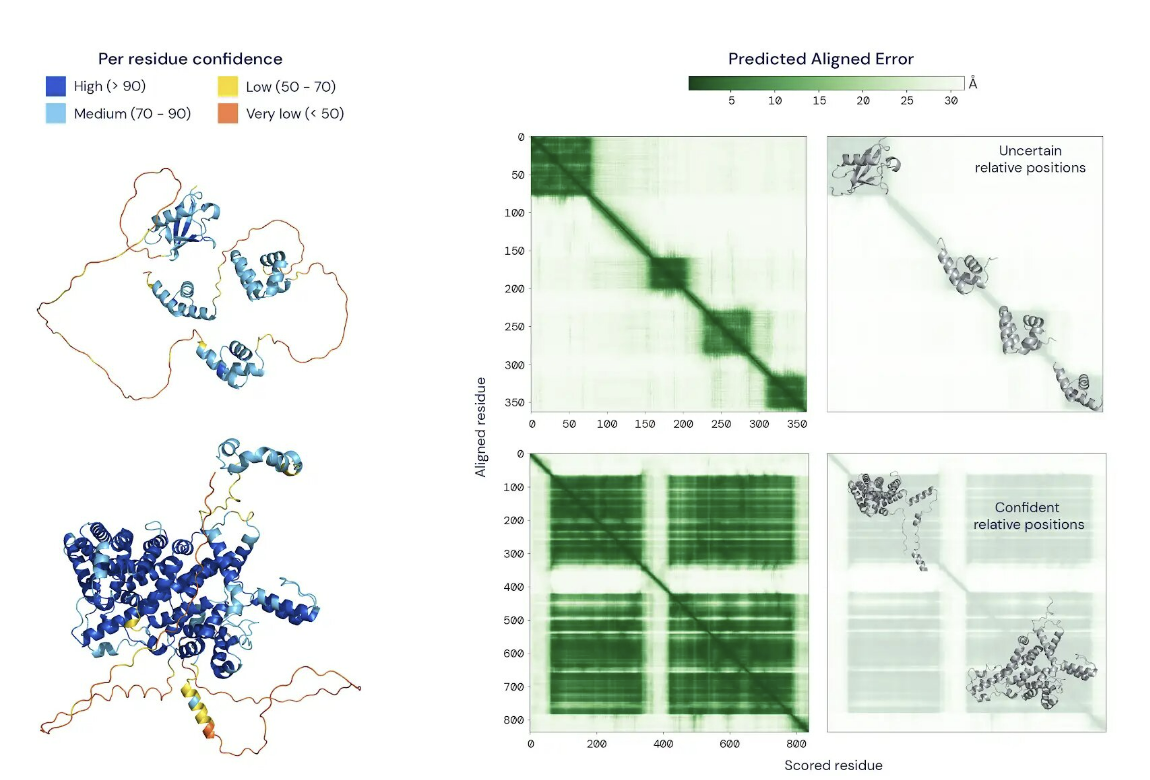 Per residue confidence
High (> 90)
Low (50 - 70)
Medium (70 - 90)
Very low (< 50)
Predicted Aligned Error
Å
5 10 15 20 25 30
Aligned residue
0
50
100
150
200
250
300
350
0 50 100 150 200 250 300 350
Uncertain
relative positions
0
100
200
300
400
500
600
700
800
0 200 400 600 800
Confident
relative positions
Scored residue